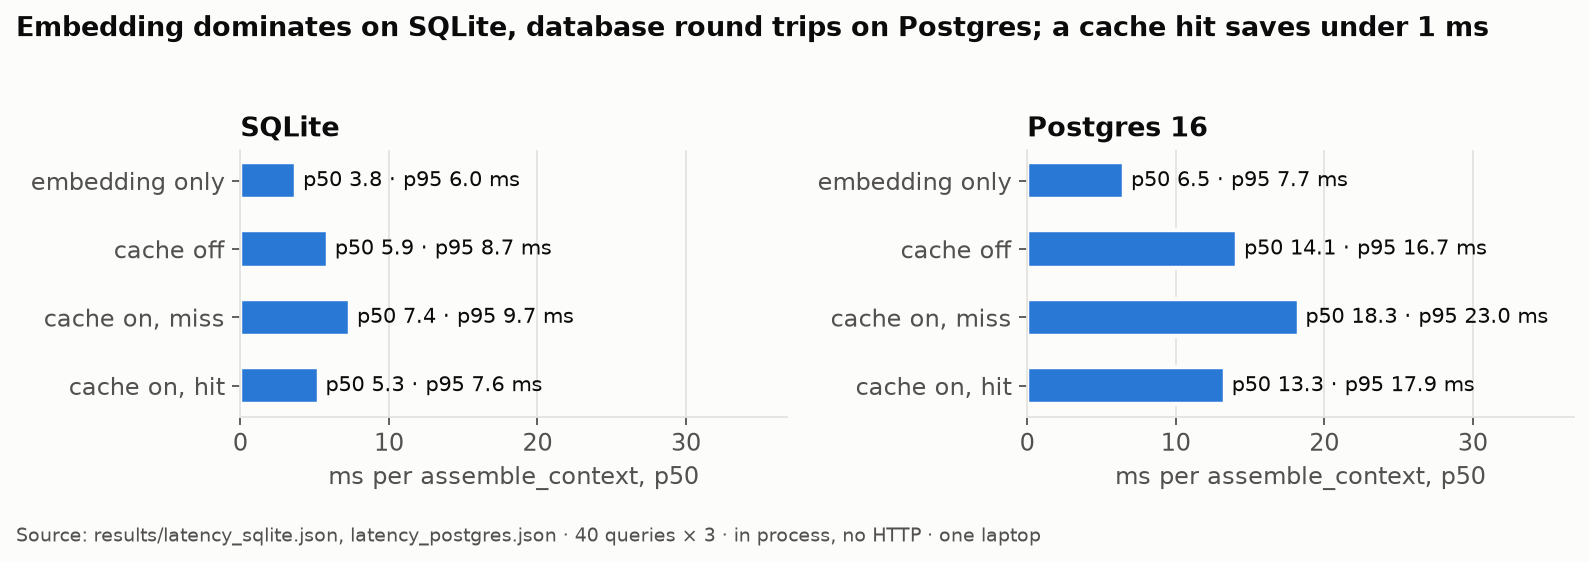 Embedding dominates on SQLite, database round trips on Postgres; a cache hit saves under 1 ms
SQLite
embedding only
p50 3.8 · p95 6.0 ms
cache off
p50 5.9 · p95 8.7 ms
cache on, miss
p50 7.4 · p95 9.7 ms
cache on, hit
p50 5.3 · p95 7.6 ms
0 10 20 30
ms per assemble_context, p50
Postgres 16
embedding only
p50 6.5 · p95 7.7 ms
cache off
p50 14.1 · p95 16.7 ms
cache on, miss
p50 18.3 · p95 23.0 ms
cache on, hit
p50 13.3 · p95 17.9 ms
0 10 20 30
ms per assemble_context, p50
Source: results/latency_sqlite.json, latency_postgres.json · 40 queries × 3 · in process, no HTTP · one laptop